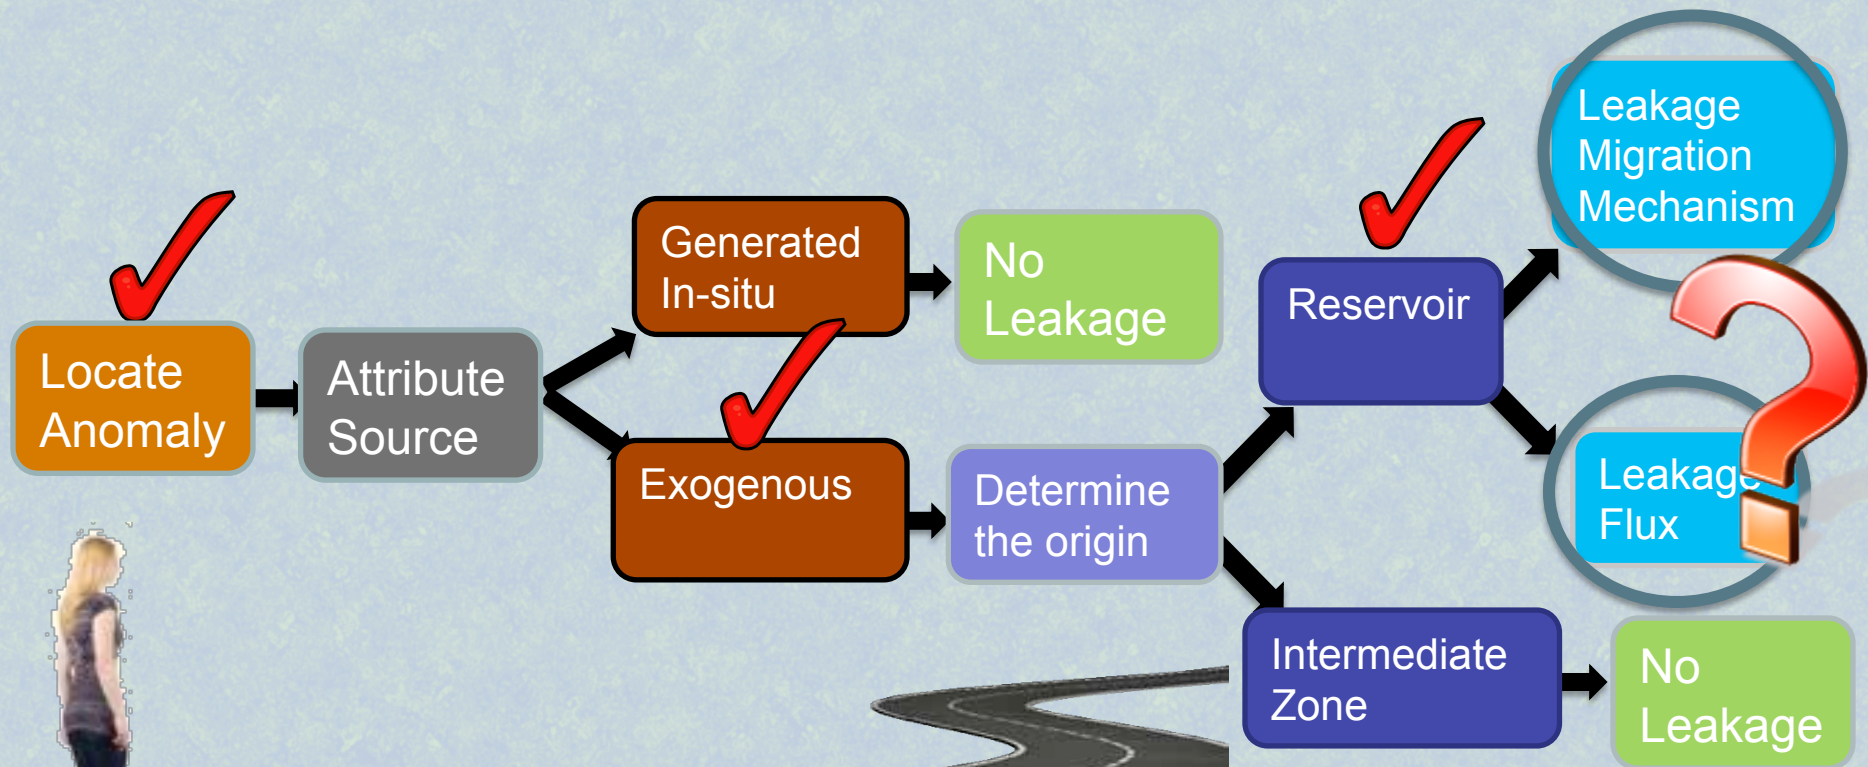 Locate
Anomaly
Attribute
Source
Generated
In-situ
No
Leakage
Exogenous
Determine
the origin
Reservoir
Leakage
Migration
Mechanism
Leakage
Flux
Intermediate
Zone
No
Leakage